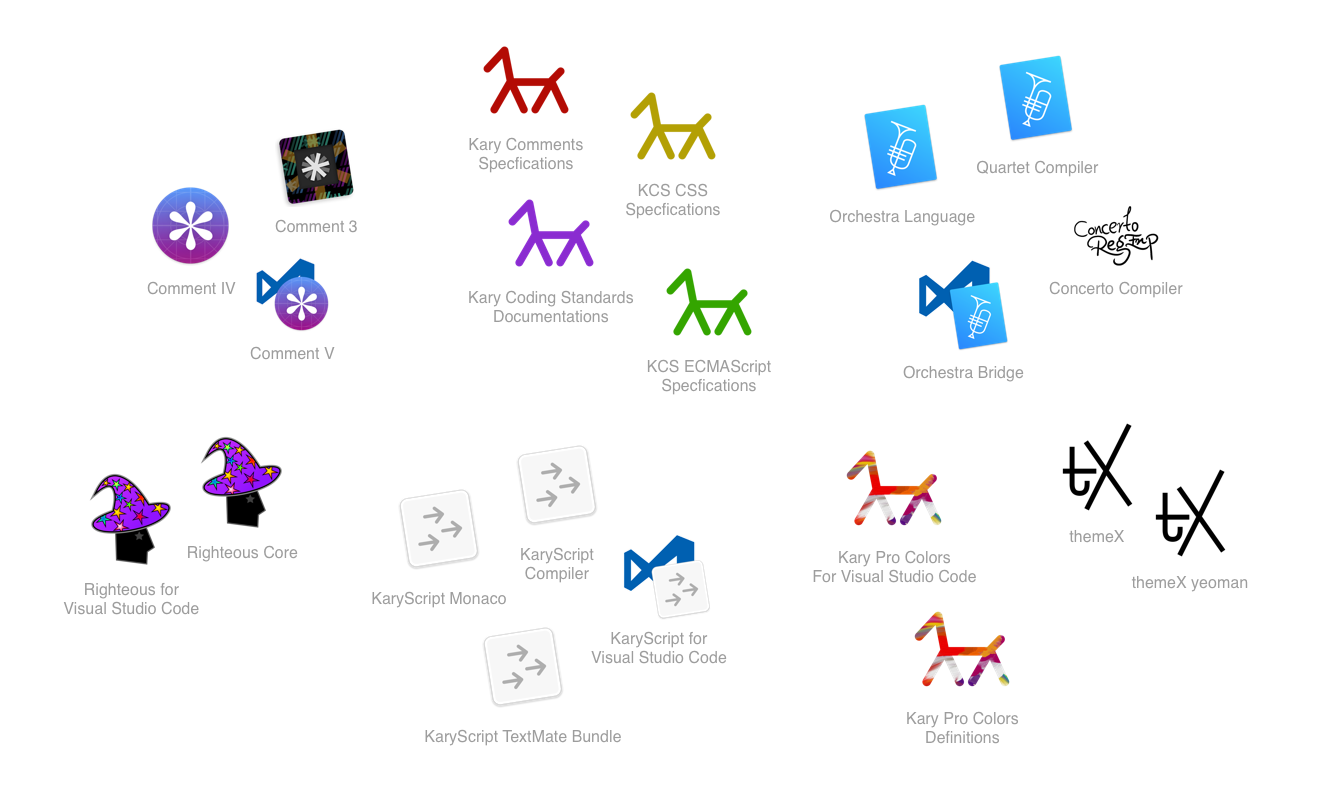 Kary Comments
Specfications
KCS CSS
Specfications
Quartet Compiler
Orchestra Language
Comment 3
Comment IV
Comment V
Kary Coding Standards
Documentations
KCS ECMAScript
Specfications
Concerto
Reg-Exp
Concerto Compiler
Orchestra Bridge
Righteous Core
Righteous for
Visual Studio Code
KaryScript
Compiler
KaryScript Monaco
KaryScript for
Visual Studio Code
KaryScript TextMate Bundle
Kary Pro Colors
For Visual Studio Code
Kary Pro Colors
Definitions
tX
themeX
tX
themeX yeoman